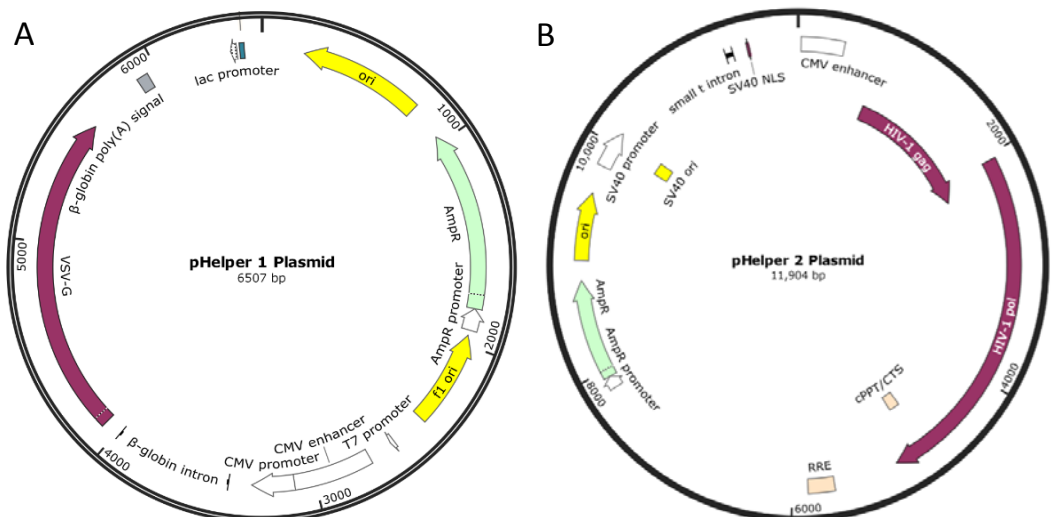 A
6000
lac promoter
ori
1000
β-globin poly(A) signal
AmpR
5000
pHelper 1 Plasmid
6507 bp
VSV-G
AmpR promoter
2000
f1 ori
T7 promoter
CMV enhancer
CMV promoter
β-globin intron
4000
3000
B
CMV enhancer
small t intron
SV40 NLS
2000
HIV-1 gag
10,000
SV40 promoter
SV40 ori
ori
pHelper 2 Plasmid
11,904 bp
HIV-1 pol
AmpR
AmpR promoter
8000
cPPT/CTS
4000
RRE
6000